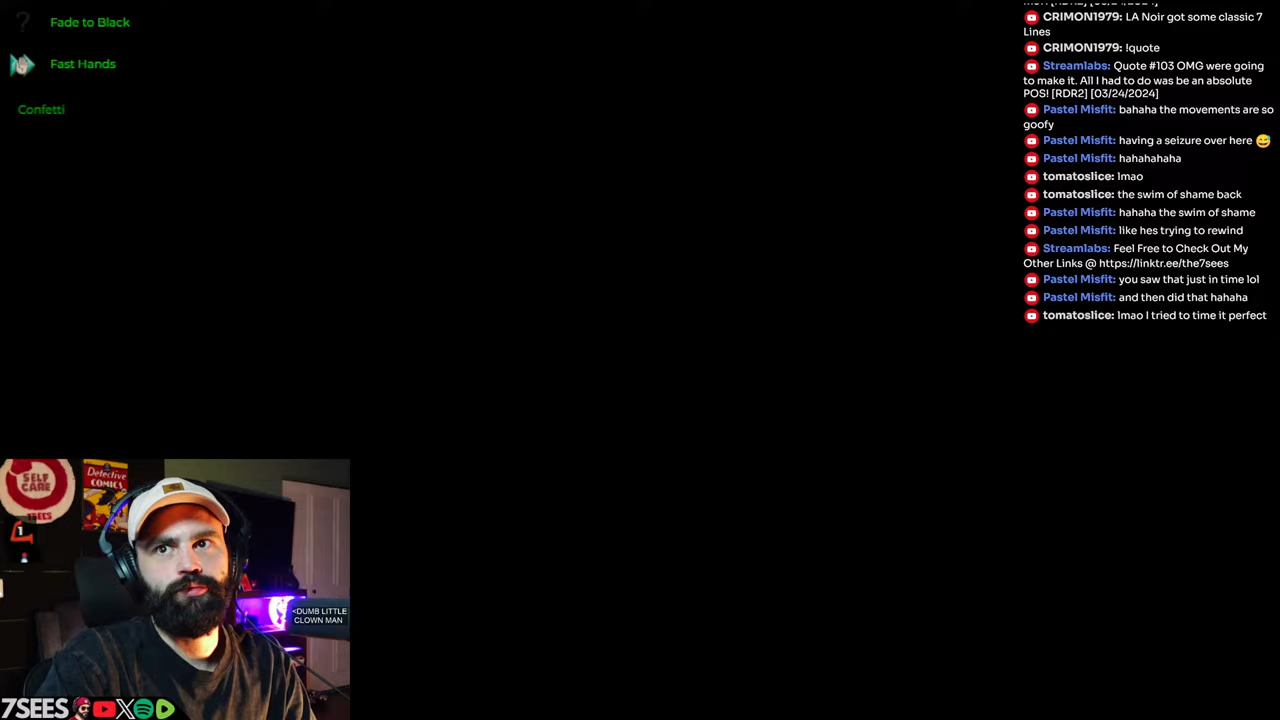 Fade to Black
Fast Hands
Confetti
CRIMON1979: LA Noir got some classic 7
Lines
CRIMON1979: !quote
Streamlabs: Quote #103 OMG were going
to make it. All I had to do was be an absolute
POS! [RDR2] [03/24/2024]
Pastel Misfit: bahaha the movements are so
goofy
Pastel Misfit: having a seizure over here 😅
Pastel Misfit: hahahahaha
tomatoslice: lmao
tomatoslice: the swim of shame back
Pastel Misfit: hahaha the swim of shame
Pastel Misfit: like hes trying to rewind
Streamlabs: Feel Free to Check Out My
Other Links @ https://linktr.ee/the7sees
Pastel Misfit: you saw that just in time lol
Pastel Misfit: and then did that hahaha
tomatoslice: lmao I tried to time it perfect
SELF
CARE
7SEES
Detective
COMICS
<DUMB LITTLE
CLOWN MAN
7SEES